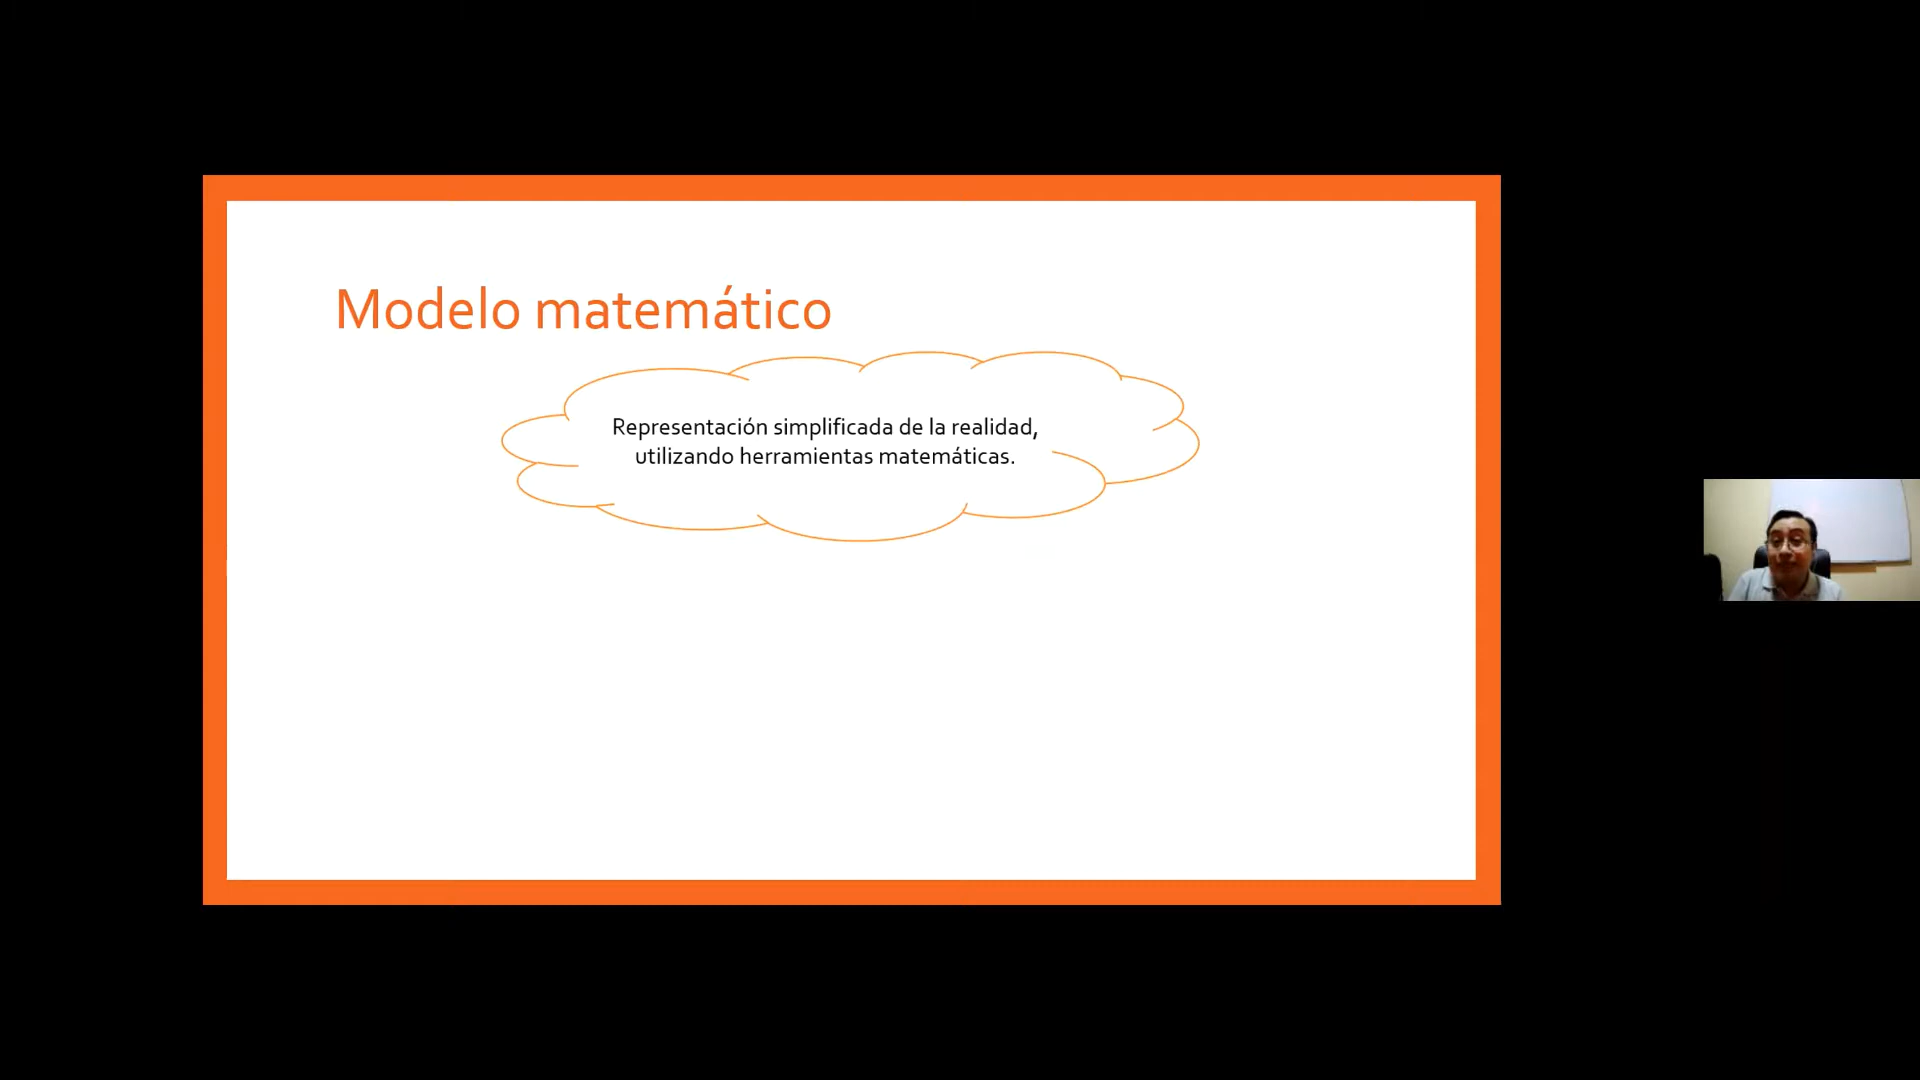 Modelo matemático
Representación simplificada de la realidad,
utilizando herramientas matemáticas.